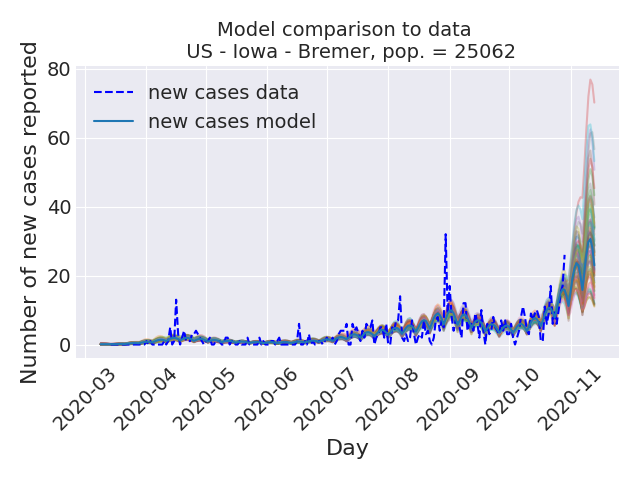 Model comparison to data
US - Iowa - Bremer, pop. = 25062
new cases data
new cases model
Number of new cases reported
80
60
40
20
0
2020-03
2020-04
2020-05
2020-06
2020-07
2020-08
2020-09
2020-10
2020-11
Day